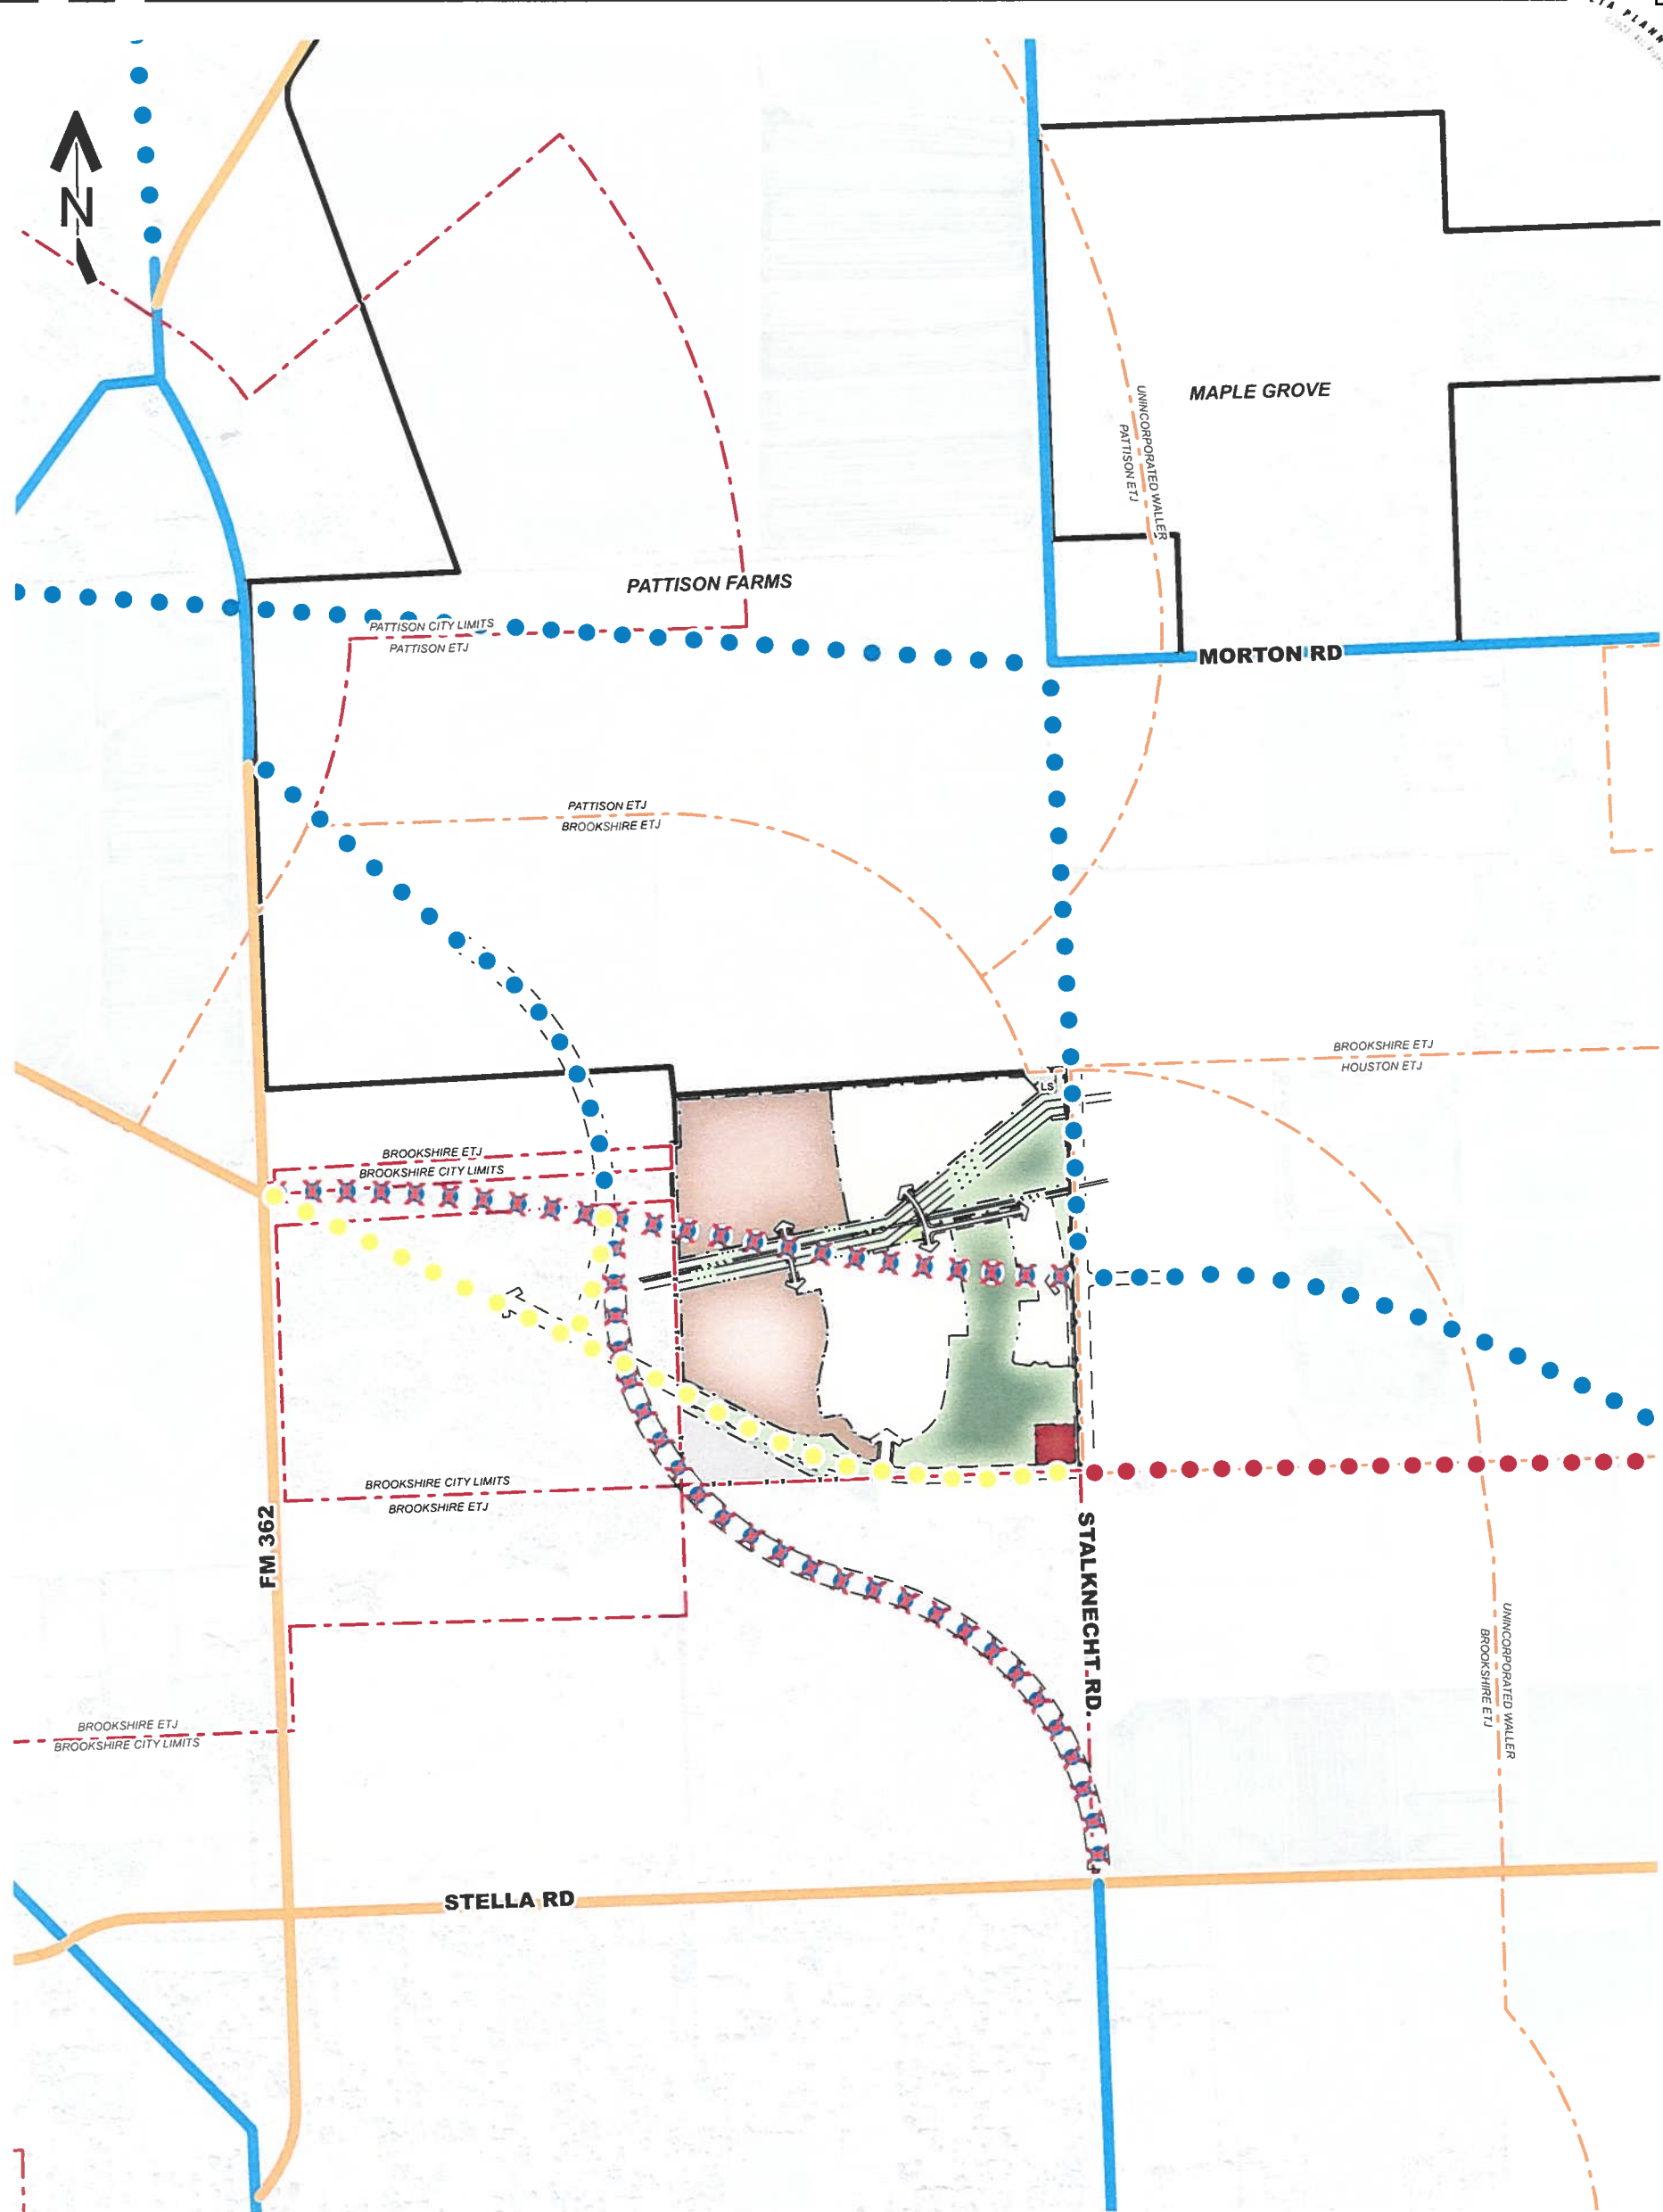 N
MAPLE GROVE
UNINCORPORATED WALLER
PATTISON ETJ
PATTISON FARMS
PATTISON CITY LIMITS
PATTISON ETJ
MORTON RD
PATTISON ETJ
BROOKSHIRE ETJ
BROOKSHIRE ETJ
HOUSTON ETJ
LS
BROOKSHIRE ETJ
BROOKSHIRE CITY LIMITS
BROOKSHIRE CITY LIMITS
BROOKSHIRE ETJ
FM 362
STALKNECHT RD.
UNINCORPORATED WALLER
BROOKSHIRE ETJ
BROOKSHIRE ETJ
BROOKSHIRE CITY LIMITS
STELLA RD